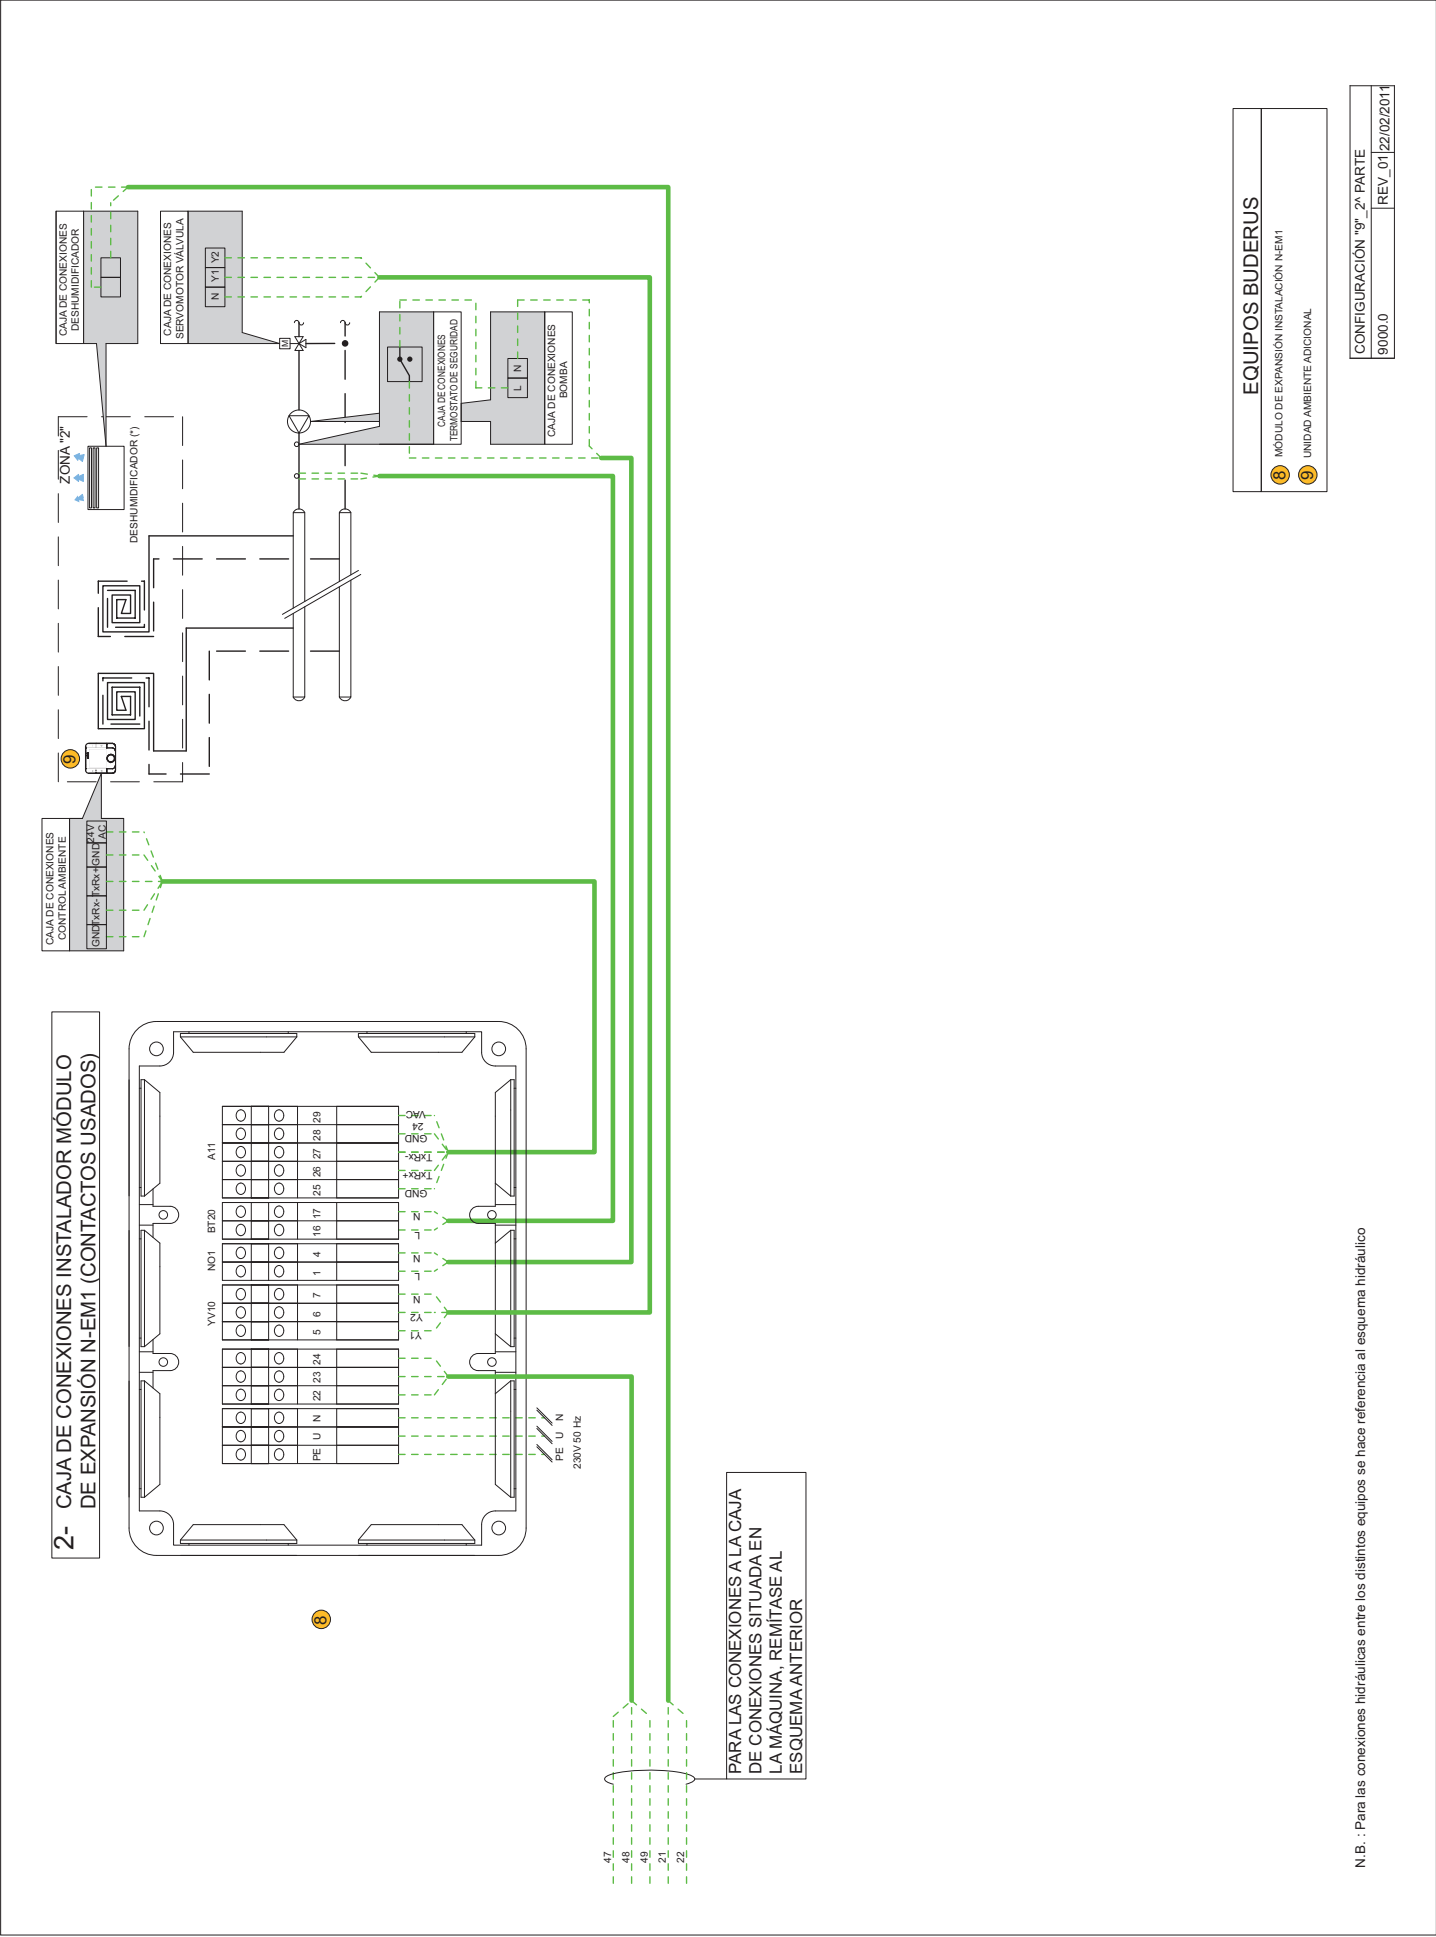 2- CAJA DE CONEXIONES INSTALADOR MÓDULO
DE EXPANSIÓN N-EM1 (CONTACTOS USADOS)
8
PE U N 22 23 24 5 6 7 1 4 16 17 25 26 27 28 29
YV10
NO1
BT20
A11
Y1 Y2 N
L N
L N
GND TxRx+ TxRx- GND 24 VAC
PE U N
230V 50 Hz
47
48
49
21
22
PARA LAS CONEXIONES A LA CAJA
DE CONEXIONES SITUADA EN
LA MÁQUINA, REMÍTASE AL
ESQUEMA ANTERIOR
CAJA DE CONEXIONES
CONTROL AMBIENTE
GND TxRx- TxRx+ GND 24V AC
9
ZONA "2"
DESHUMIDIFICADOR (*)
CAJA DE CONEXIONES
DESHUMIDIFICADOR
CAJA DE CONEXIONES
SERVOMOTOR VÁLVULA
N Y1 Y2
M
CAJA DE CONEXIONES
TERMOSTATO DE SEGURIDAD
L N
CAJA DE CONEXIONES
BOMBA
EQUIPOS BUDERUS
8 MÓDULO DE EXPANSIÓN INSTALACIÓN N-EM1
9 UNIDAD AMBIENTE ADICIONAL
CONFIGURACIÓN "9"_2^ PARTE
9000.0 REV_01 22/02/2011
N.B. : Para las conexiones hidráulicas entre los distintos equipos se hace referencia al esquema hidráulico